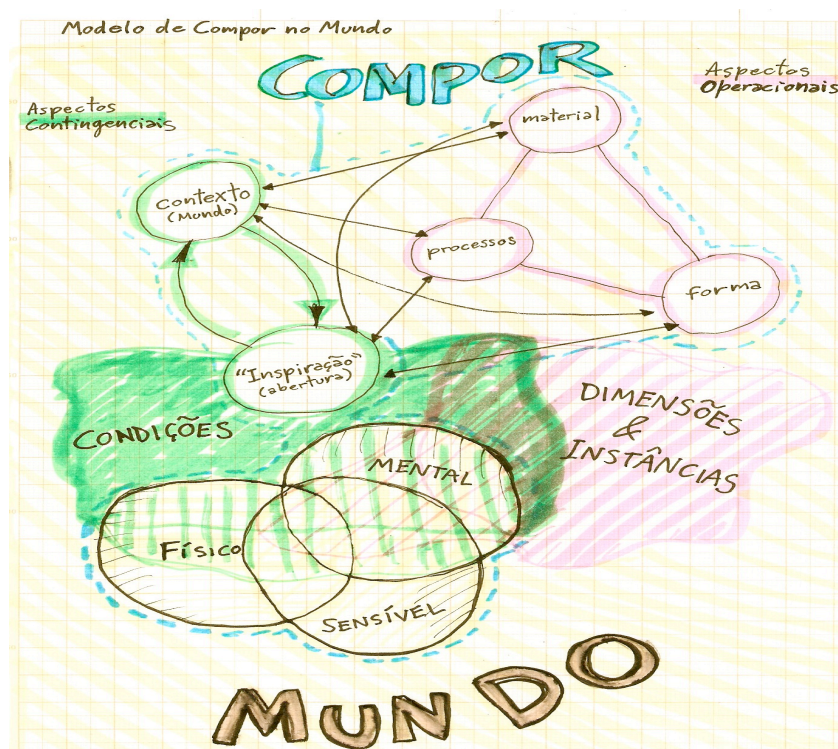 Modelo de Compor no Mundo
COMPOR
Aspectos
Operacionais
Aspectos
Contingenciais
material
contexto
(Mundo)
processos
forma
"Inspiração"
(abertura)
CONDIÇÕES
DIMENSÕES
&
INSTÂNCIAS
MENTAL
Físico
SENSÍVEL
MUNDO